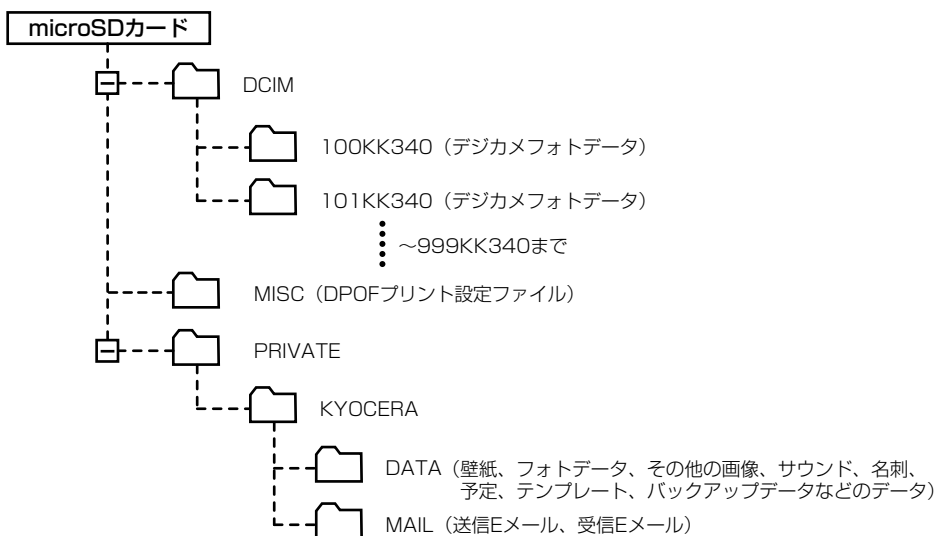 microSDカード
DCIM
100KK340（デジカメフォトデータ）
101KK340（デジカメフォトデータ）
～999KK340まで
MISC（DPOFプリント設定ファイル）
PRIVATE
KYOCERA
DATA（壁紙、フォトデータ、その他の画像、サウンド、名刺、
予定、テンプレート、バックアップデータなどのデータ）
MAIL（送信Eメール、受信Eメール）